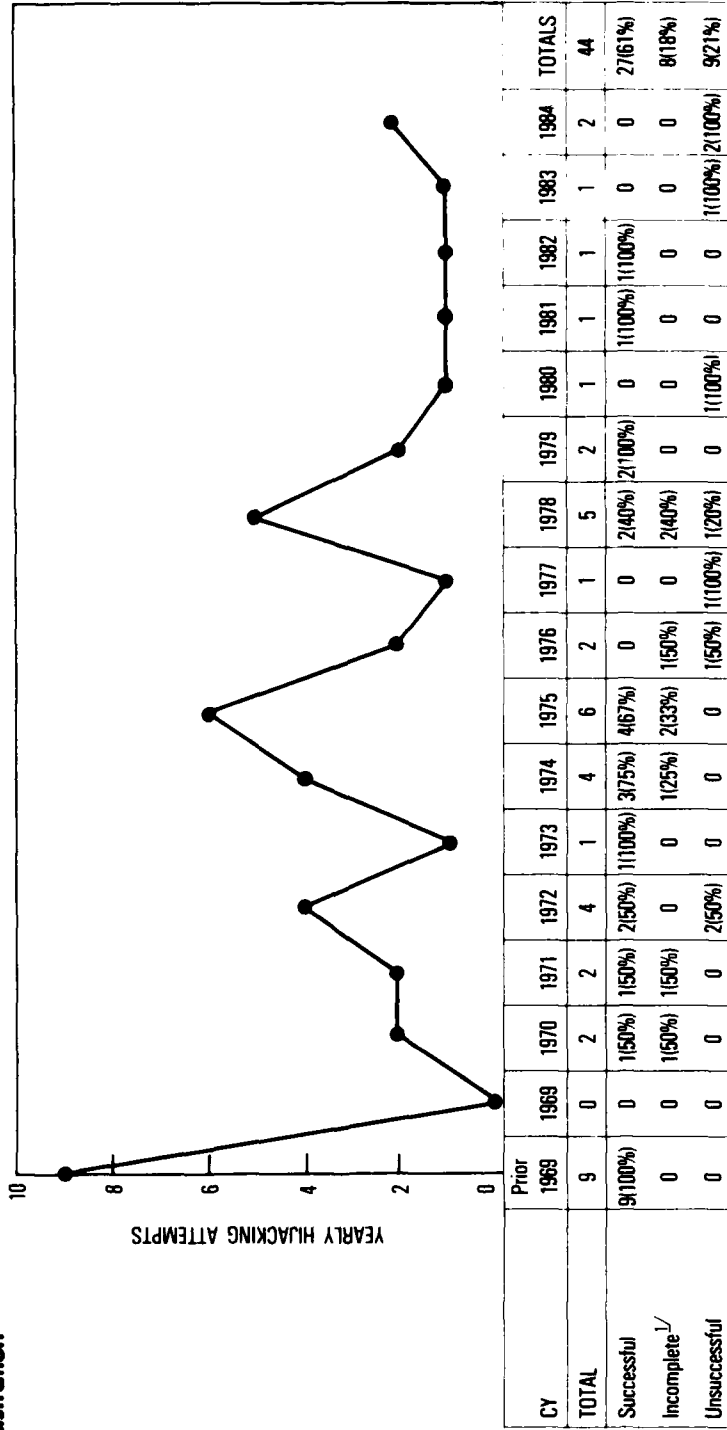 10
8
6
4
2
0
YEARLY HIJACKING ATTEMPTS
CY Prior 1969 1969 1970 1971 1972 1973 1974 1975 1976 1977 1978 1979 1980 1981 1982 1983 1984 TOTALS
TOTAL 9 0 2 2 4 1 4 6 2 1 5 2 1 1 1 1 2 44
Successful 9(100%) 0 1(50%) 1(50%) 2(50%) 1(100%) 3(75%) 4(67%) 0 0 2(40%) 2(100%) 0 1(100%) 1(100%) 0 0 27(61%)
Incomplete 1/ 0 0 1(50%) 1(50%) 0 0 1(25%) 2(33%) 1(50%) 0 2(40%) 0 0 0 0 0 0 8(18%)
Unsuccessful 0 0 0 0 2(50%) 0 0 0 1(50%) 1(100%) 1(20%) 0 1(100%) 0 0 1(100%) 2(100%) 9(21%)